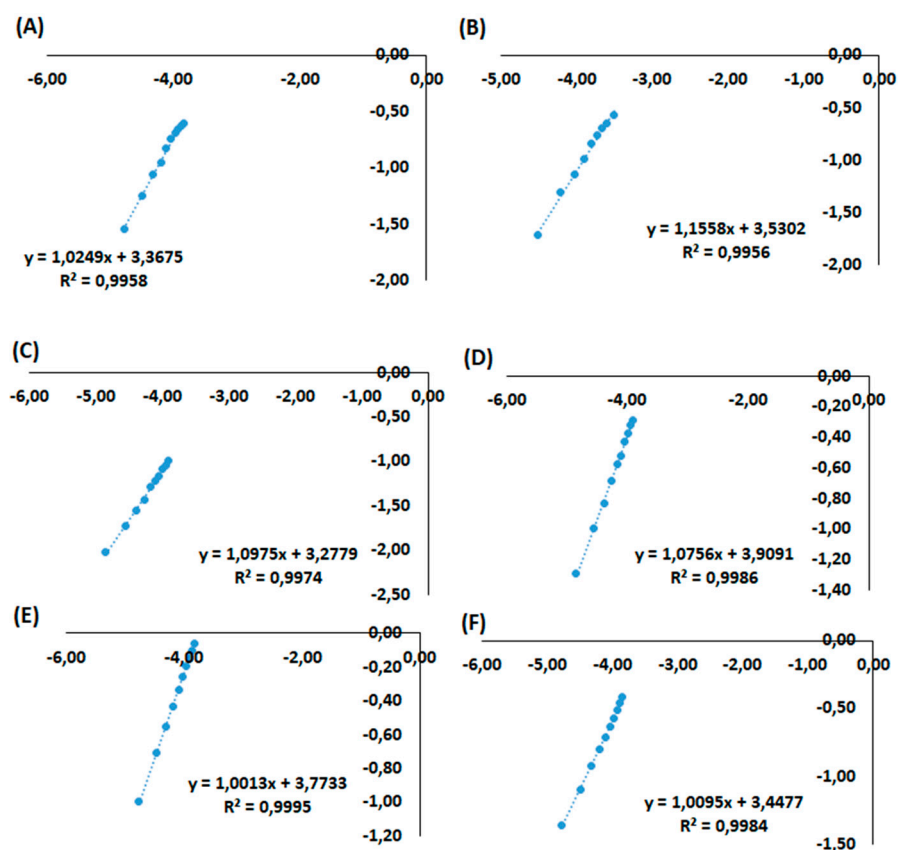 (A)
0,00
-6,00 -4,00 -2,00 0,00
-0,50
-1,00
-1,50
y = 1,0249x + 3,3675
R² = 0,9958
-2,00
(B)
0,00
-5,00 -4,00 -3,00 -2,00 -1,00 0,00
-0,50
-1,00
-1,50
y = 1,1558x + 3,5302
R² = 0,9956
-2,00
(C)
0,00
-6,00 -5,00 -4,00 -3,00 -2,00 -1,00 0,00
-0,50
-1,00
-1,50
-2,00
y = 1,0975x + 3,2779
R² = 0,9974
-2,50
(D)
0,00
-6,00 -4,00 -2,00 0,00
-0,20
-0,40
-0,60
-0,80
-1,00
y = 1,0756x + 3,9091
R² = 0,9986
-1,20
-1,40
(E)
0,00
-6,00 -4,00 -2,00 0,00
-0,20
-0,40
-0,60
-0,80
y = 1,0013x + 3,7733
R² = 0,9995
-1,00
-1,20
(F)
0,00
-6,00 -5,00 -4,00 -3,00 -2,00 -1,00 0,00
-0,50
-1,00
y = 1,0095x + 3,4477
R² = 0,9984
-1,50